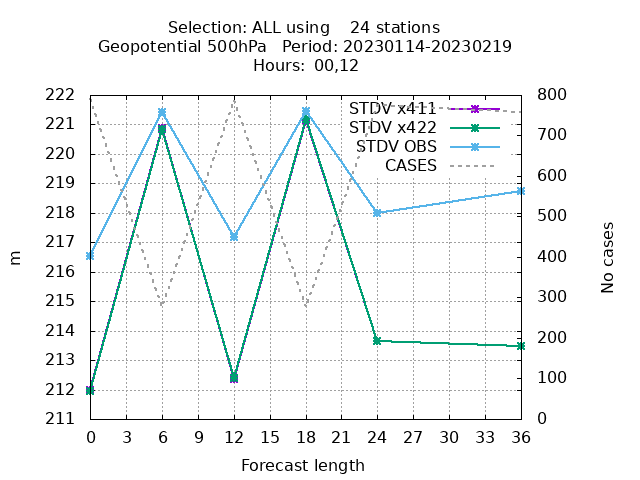 Selection: ALL using    24 stations
Geopotential 500hPa   Period: 20230114-20230219
Hours:  00,12
STDV x411
STDV x422
STDV OBS
CASES
222
221
220
219
218
217
216
215
214
213
212
211
m
800
700
600
500
400
300
200
100
0
No cases
0 3 6 9 12 15 18 21 24 27 30 33 36
Forecast length